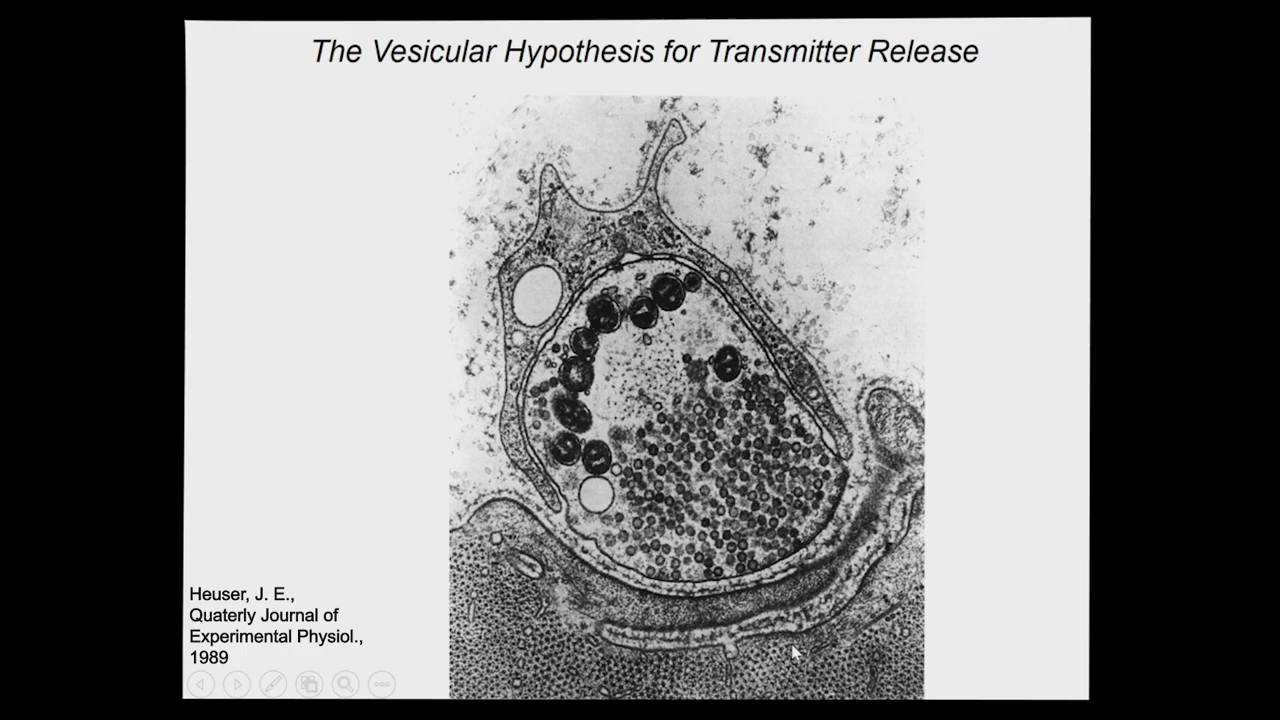 The Vesicular Hypothesis for Transmitter Release
Heuser, J. E.,
Quaterly Journal of
Experimental Physiol.,
1989